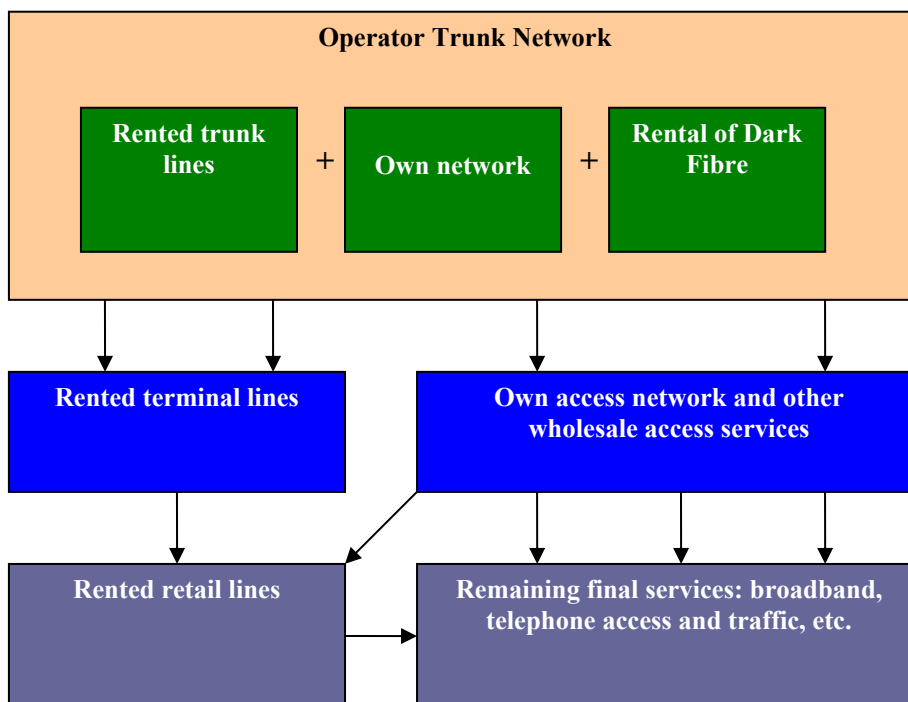 Operator Trunk Network
Rented trunk
lines
+
Own network
+
Rental of Dark
Fibre
Rented terminal lines
Own access network and other
wholesale access services
Rented retail lines
Remaining final services: broadband,
telephone access and traffic, etc.